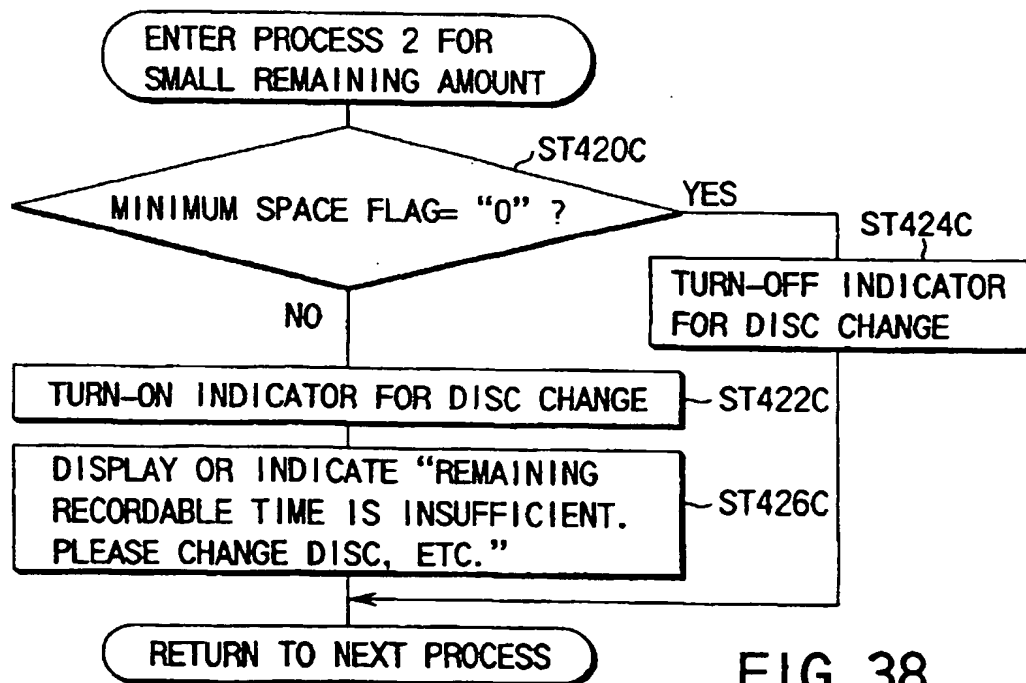 ENTER PROCESS 2 FOR
SMALL REMAINING AMOUNT
ST420C
MINIMUM SPACE FLAG= “0” ?
YES
ST424C
TURN-OFF INDICATOR
FOR DISC CHANGE
NO
TURN-ON INDICATOR FOR DISC CHANGE
ST422C
DISPLAY OR INDICATE “REMAINING
RECORDABLE TIME IS INSUFFICIENT.
PLEASE CHANGE DISC, ETC.”
ST426C
RETURN TO NEXT PROCESS
FIG. 38